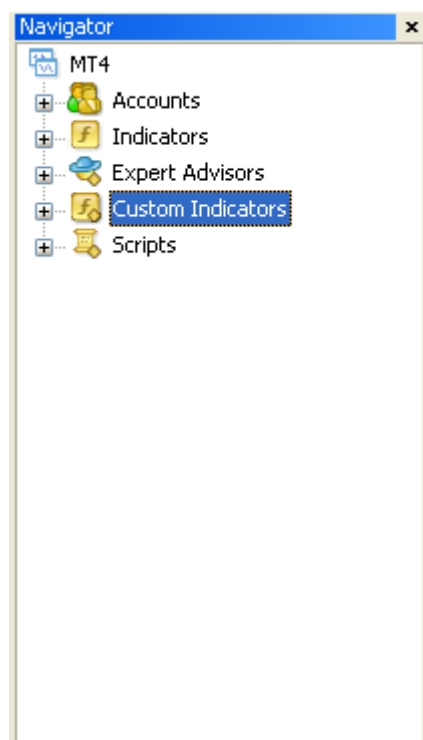 Navigator
MT4
Accounts
Indicators
Expert Advisors
Custom Indicators
Scripts